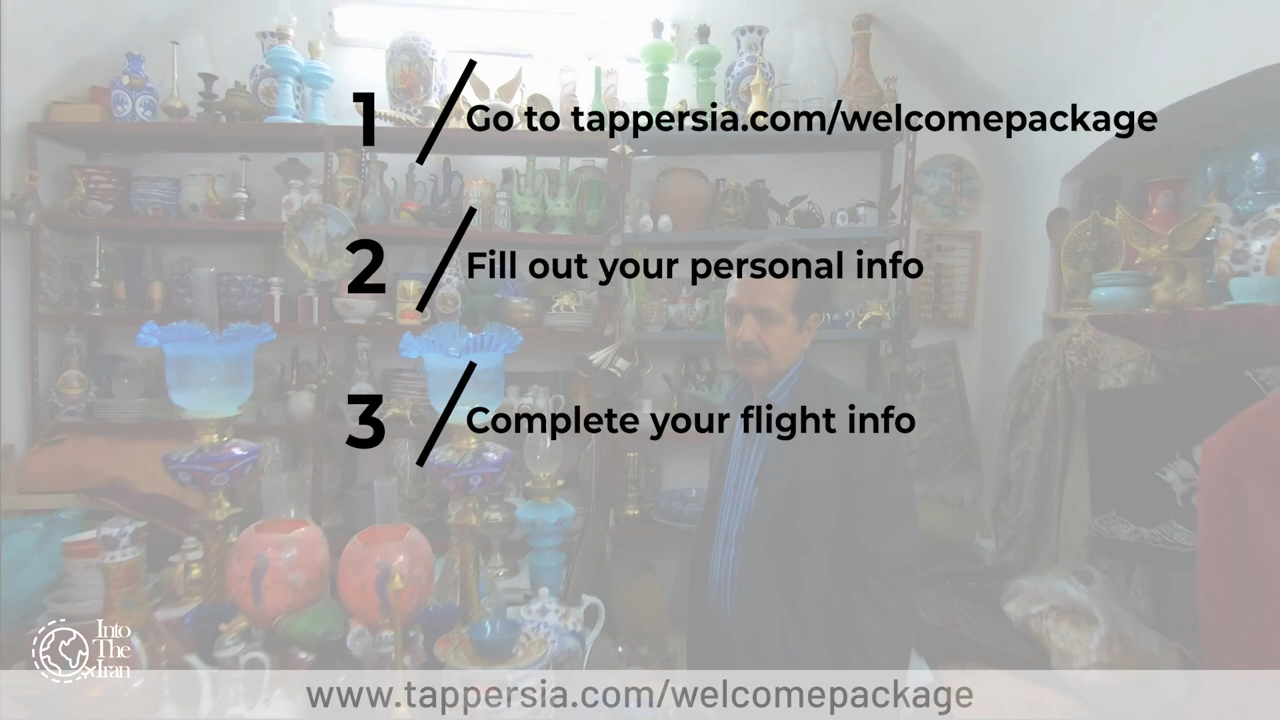 1
Go to tappersia.com/welcomepackage
2
Fill out your personal info
3
Complete your flight info
Into
The
Iran
www.tappersia.com/welcomepackage